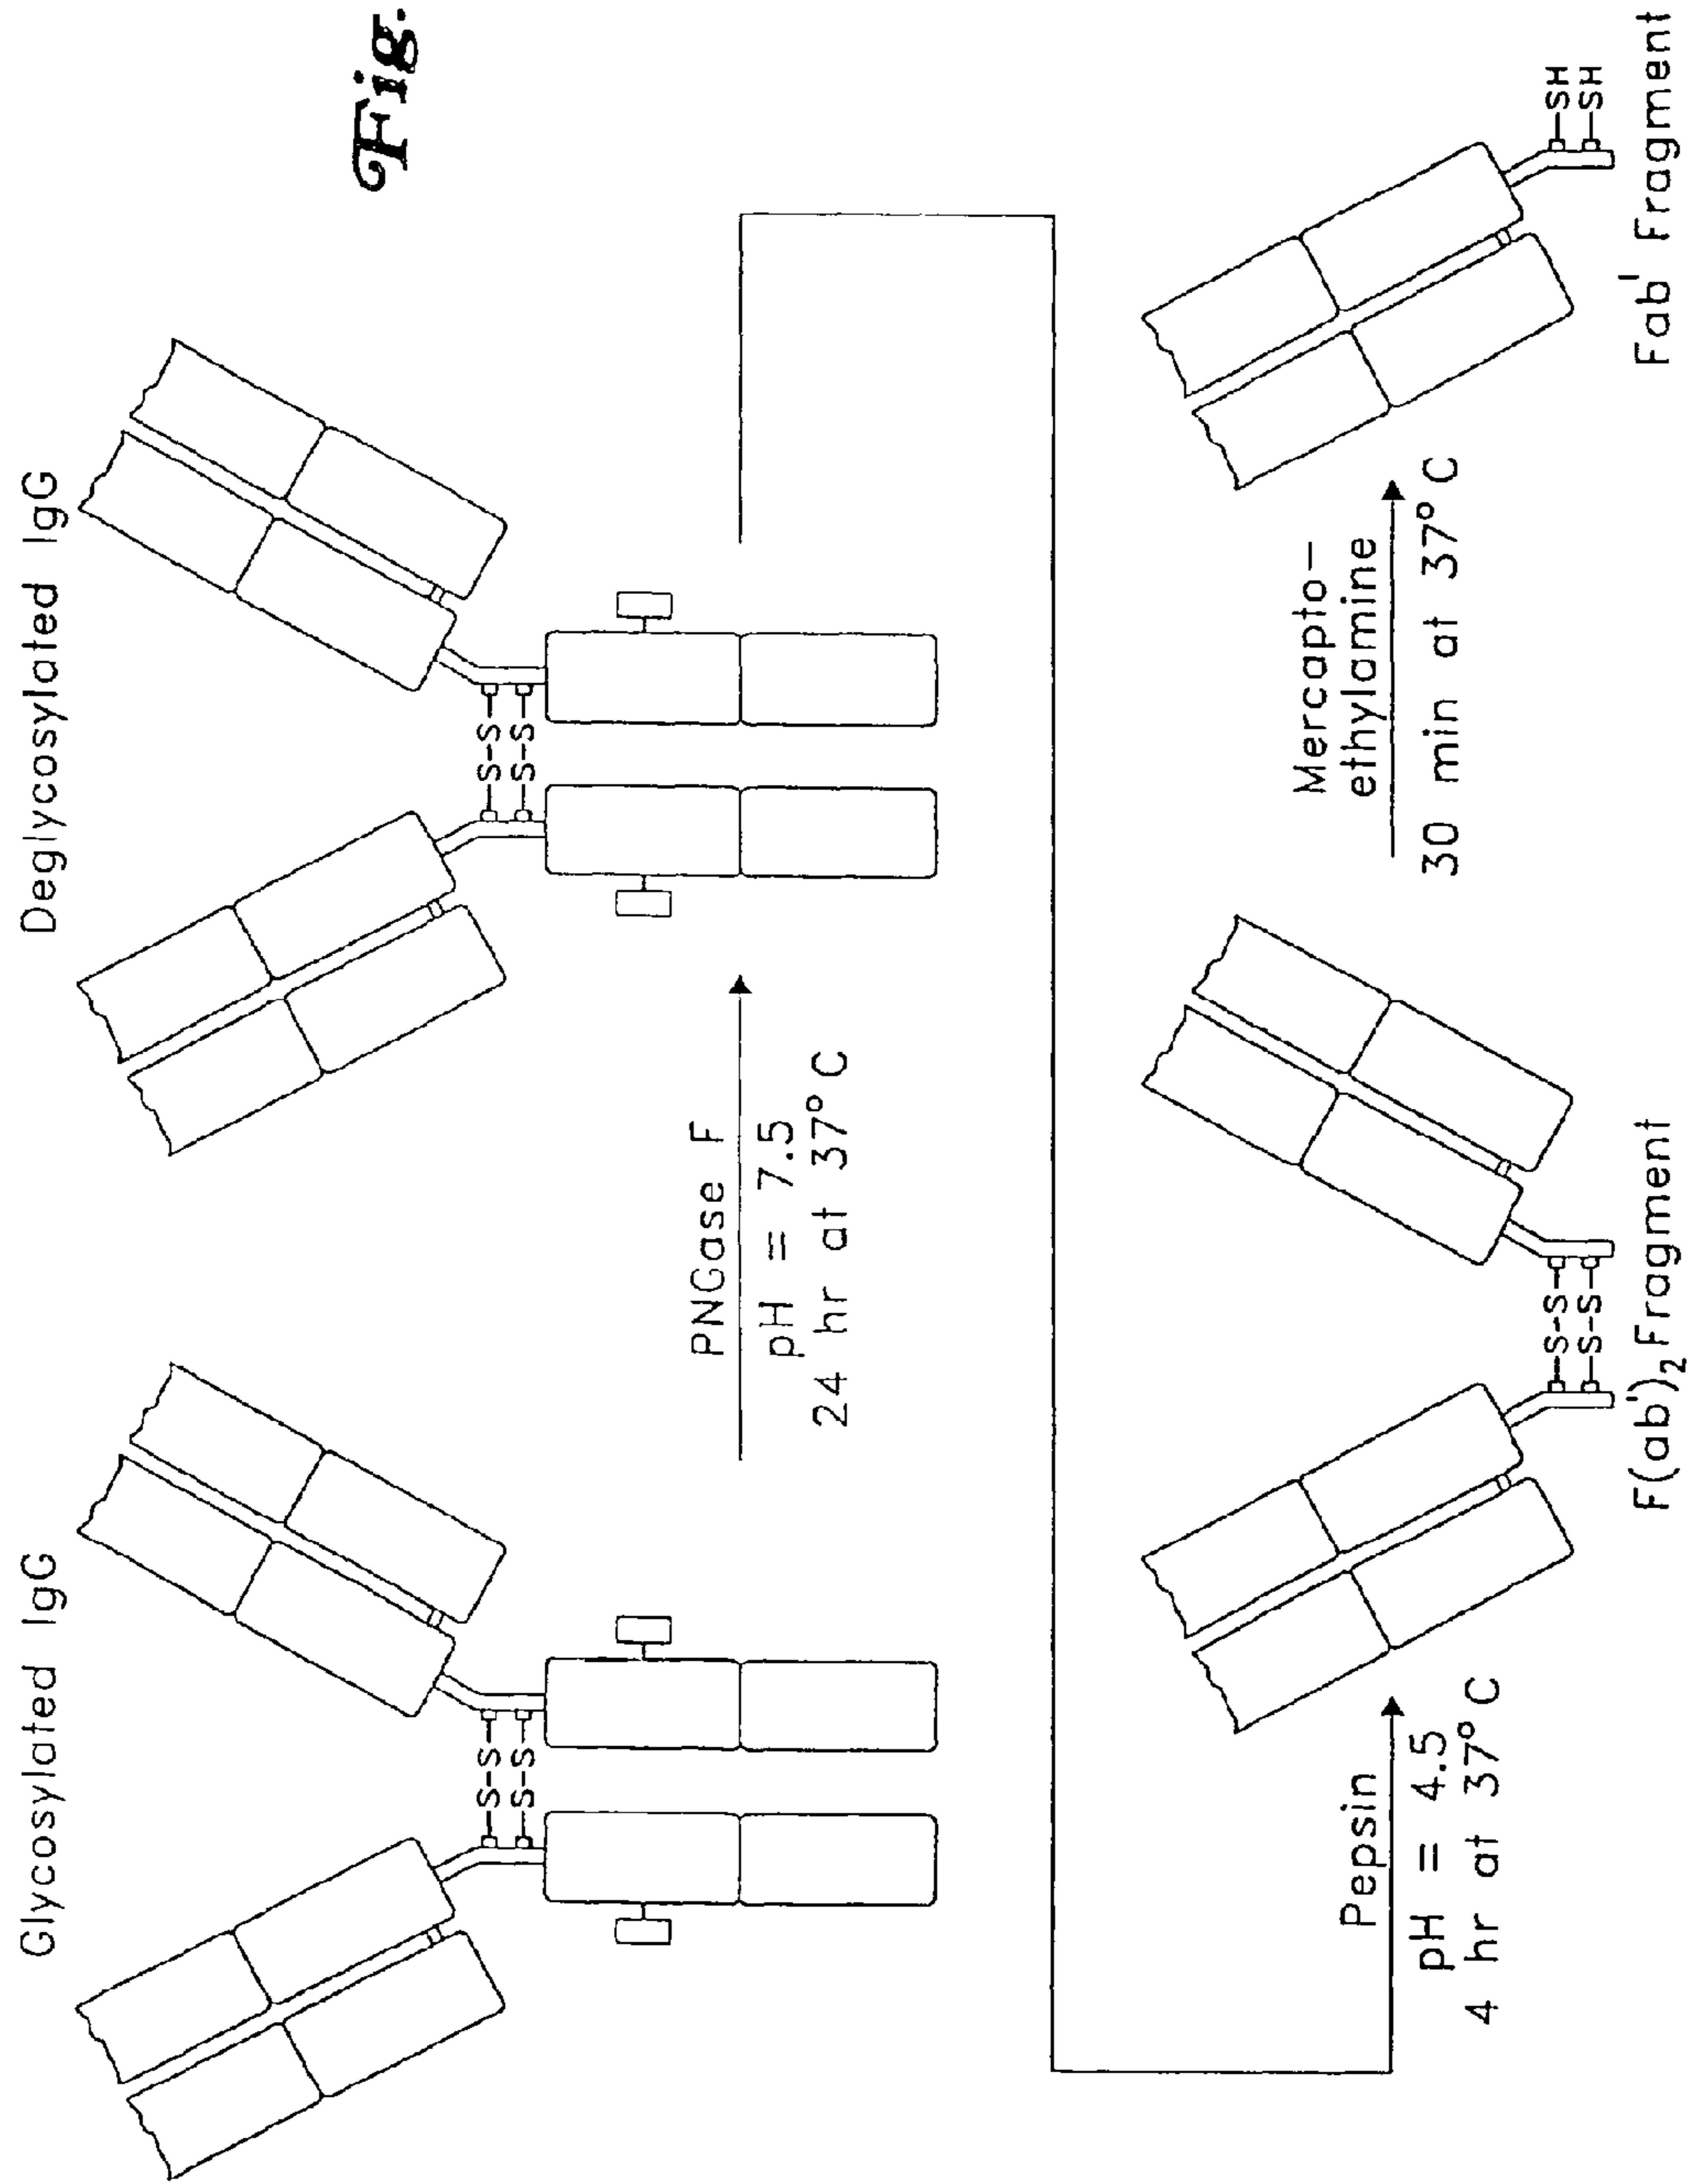 Fig.
Glycosylated IgG
Deglycosylated IgG
S-S
S-S
PNGase F
pH = 7.5
24 hr at 37°C
S-S
S-S
Pepsin
pH = 4.5
4 hr at 37°C
S-S
S-S
F(ab')2 Fragment
Mercapto-
ethylamine
30 min at 37°C
SH
SH
Fab' Fragment